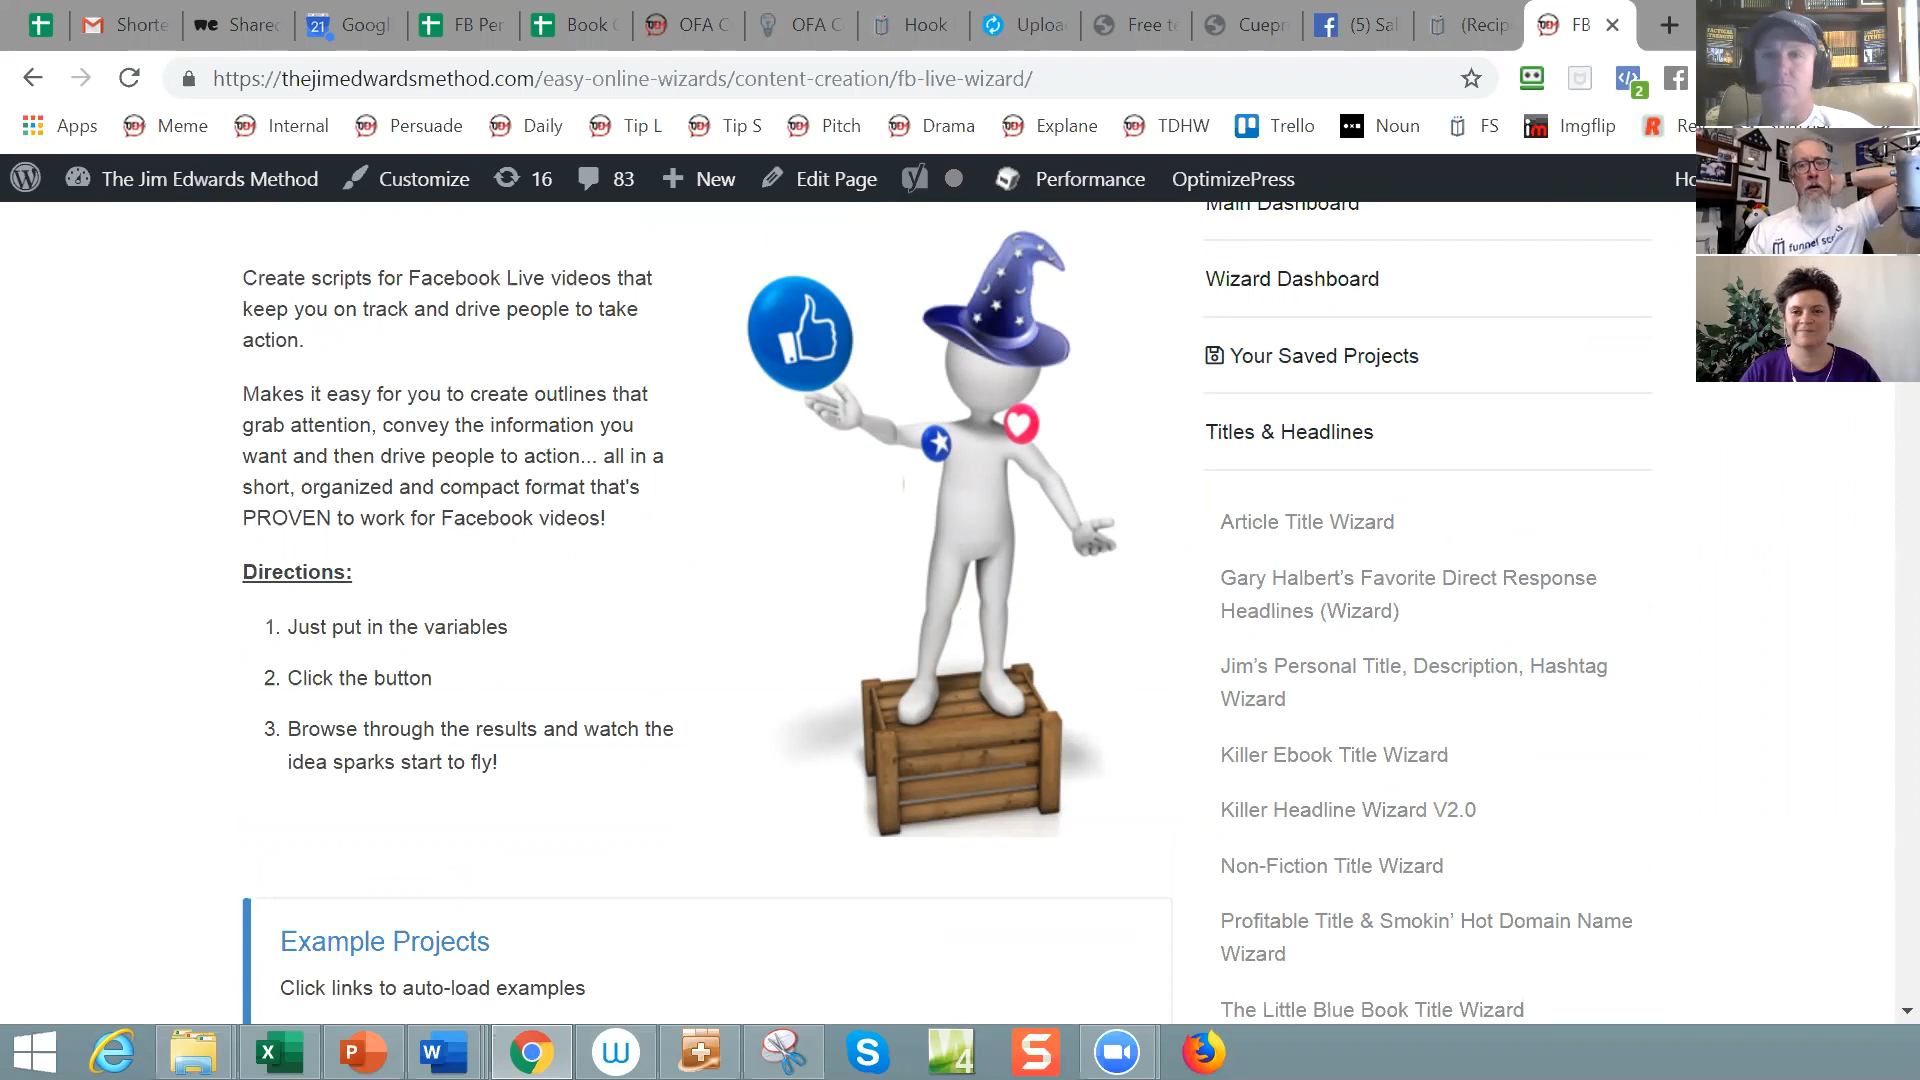 Shorte
Shared
21
Googl
FB Per
Book
OFA C
OFA C
Hook
Uploa
Free te
Cuepr
(5) Sal
(Recip
FB
https://thejimedwardsmethod.com/easy-online-wizards/content-creation/fb-live-wizard/
2
Apps
Meme
Internal
Persuade
Daily
Tip L
Tip S
Pitch
Drama
Explane
TDHW
Trello
Noun
FS
Imgflip
The Jim Edwards Method
Customize
16
83
New
Edit Page
Performance
OptimizePress
funnel
Create scripts for Facebook Live videos that
keep you on track and drive people to take
action.
Makes it easy for you to create outlines that
grab attention, convey the information you
want and then drive people to action... all in a
short, organized and compact format that's
PROVEN to work for Facebook videos!
Directions:
1. Just put in the variables
2. Click the button
3. Browse through the results and watch the
idea sparks start to fly!
Example Projects
Click links to auto-load examples
Main Dashboard
Wizard Dashboard
Your Saved Projects
Titles & Headlines
Article Title Wizard
Gary Halbert's Favorite Direct Response
Headlines (Wizard)
Jim's Personal Title, Description, Hashtag
Wizard
Killer Ebook Title Wizard
Killer Headline Wizard V2.0
Non-Fiction Title Wizard
Profitable Title & Smokin' Hot Domain Name
Wizard
The Little Blue Book Title Wizard